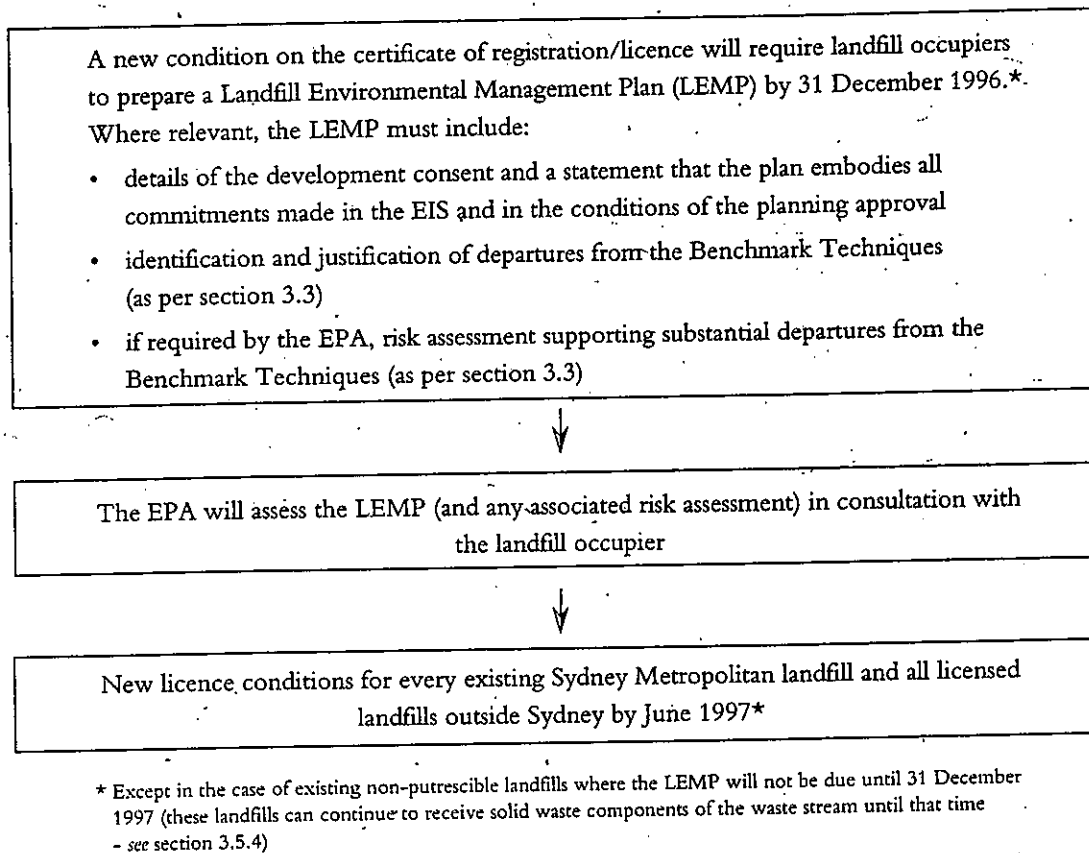 A new condition on the certificate of registration/licence will require landfill occupiers
to prepare a Landfill Environmental Management Plan (LEMP) by 31 December 1996.*.
Where relevant, the LEMP must include:
• details of the development consent and a statement that the plan embodies all
commitments made in the EIS and in the conditions of the planning approval
• identification and justification of departures from the Benchmark Techniques
(as per section 3.3)
• if required by the EPA, risk assessment supporting substantial departures from the
Benchmark Techniques (as per section 3.3)
The EPA will assess the LEMP (and any associated risk assessment) in consultation with
the landfill occupier
New licence conditions for every existing Sydney Metropolitan landfill and all licensed
landfills outside Sydney by June 1997*
* Except in the case of existing non-putrescible landfills where the LEMP will not be due until 31 December
1997 (these landfills can continue to receive solid waste components of the waste stream until that time
- see section 3.5.4)